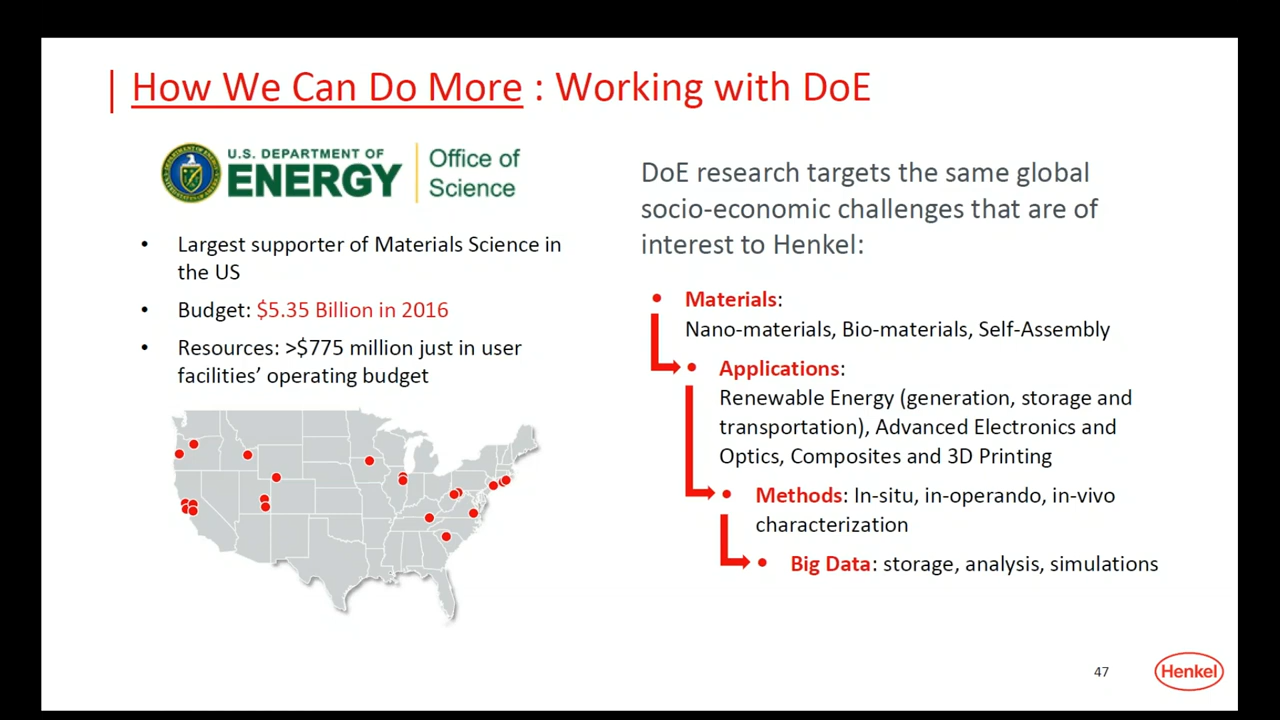 How We Can Do More : Working with DoE
U.S. DEPARTMENT OF
ENERGY
Office of
Science
• Largest supporter of Materials Science in
the US
• Budget: $5.35 Billion in 2016
• Resources: >$775 million just in user
facilities’ operating budget
DoE research targets the same global
socio-economic challenges that are of
interest to Henkel:
• Materials:
Nano-materials, Bio-materials, Self-Assembly
• Applications:
Renewable Energy (generation, storage and
transportation), Advanced Electronics and
Optics, Composites and 3D Printing
• Methods: In-situ, in-operando, in-vivo
characterization
• Big Data: storage, analysis, simulations
47
Henkel